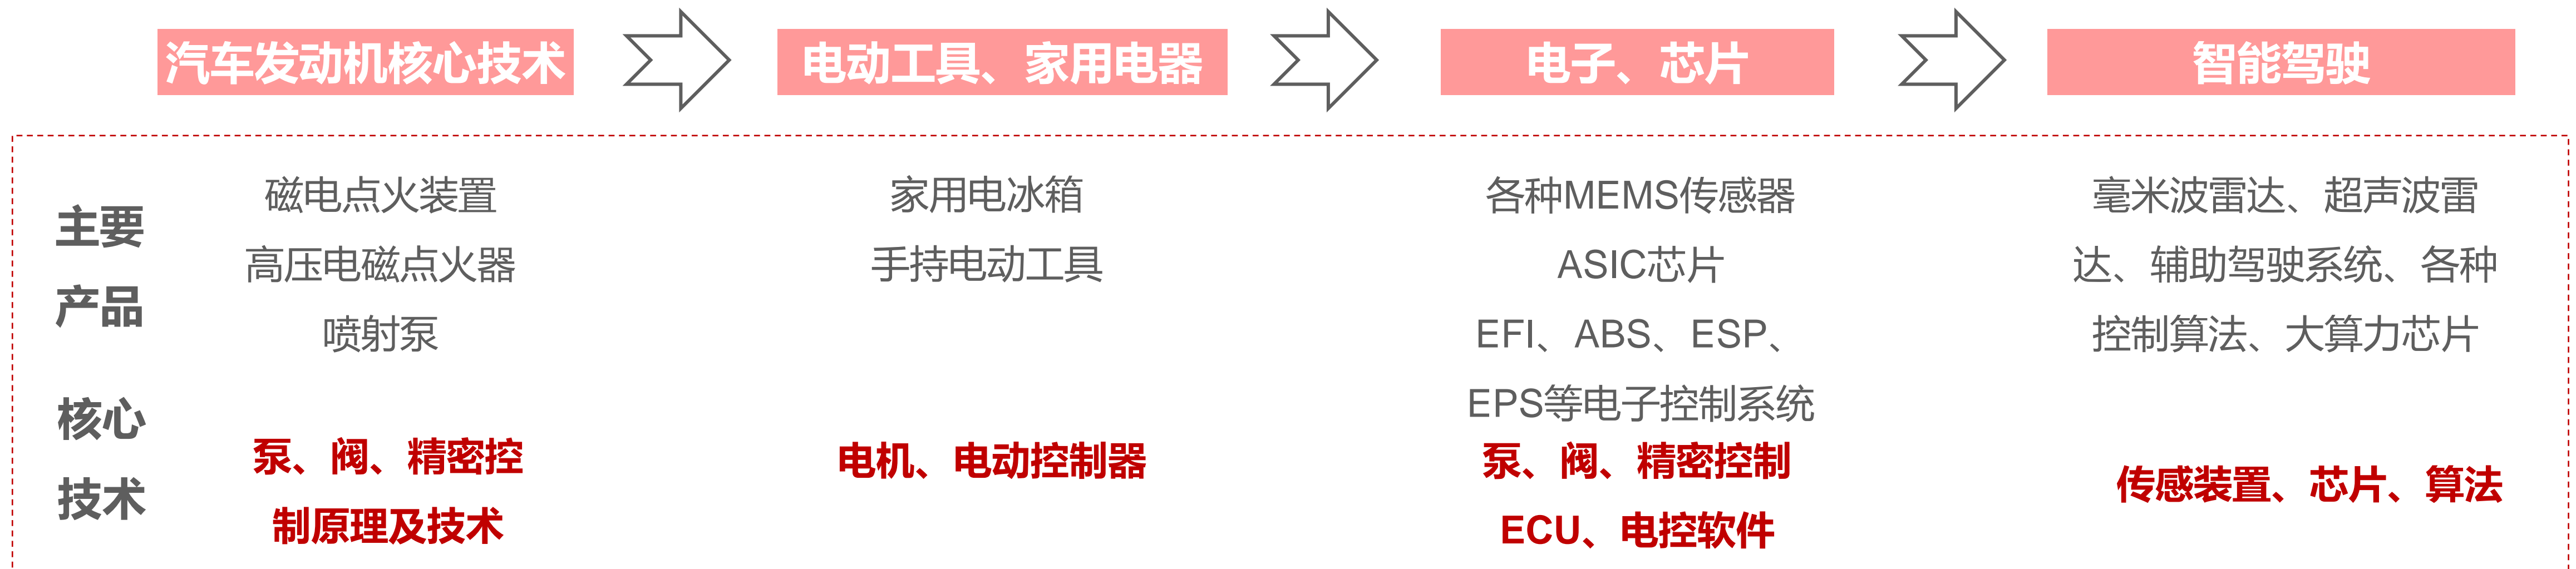 汽车发动机核心技术
电动工具、家用电器
电子、芯片
智能驾驶
主要
产品
磁电点火装置
高压电磁点火器
喷射泵
家用电冰箱
手持电动工具
各种MEMS传感器
ASIC芯片
EFI、ABS、ESP、
EPS等电子控制系统
毫米波雷达、超声波雷
达、辅助驾驶系统、各种
控制算法、大算力芯片
核心
技术
泵、阀、精密控
制原理及技术
电机、电动控制器
泵、阀、精密控制
ECU、电控软件
传感装置、芯片、算法